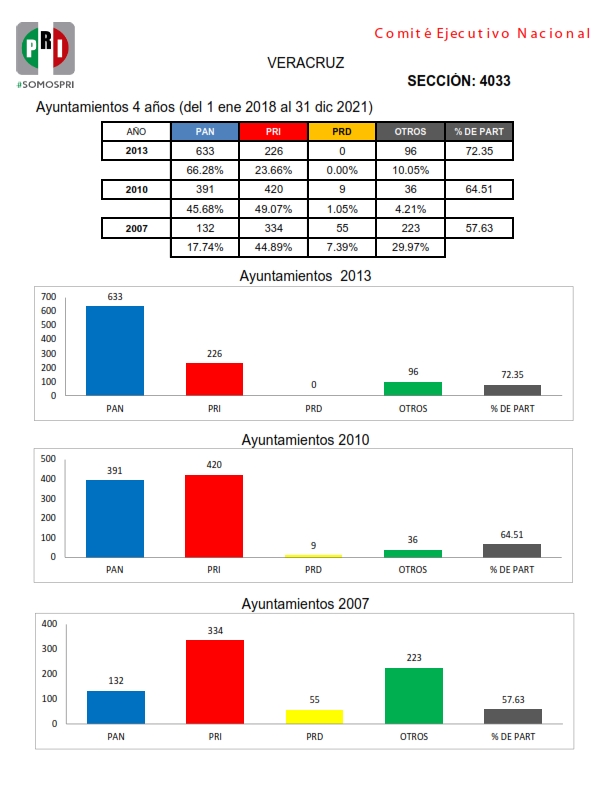 Comité Ejecutivo Nacional
PRI
#SOMOSPRI
VERACRUZ
SECCIÓN: 4033
Ayuntamientos 4 años (del 1 ene 2018 al 31 dic 2021)
AÑO PAN PRI PRD OTROS % DE PART
2013 633 226 0 96 72.35
66.28% 23.66% 0.00% 10.05%
2010 391 420 9 36 64.51
45.68% 49.07% 1.05% 4.21%
2007 132 334 55 223 57.63
17.74% 44.89% 7.39% 29.97%
Ayuntamientos 2013
700
600
500
400
300
200
100
0
633 226 0 96 72.35
PAN PRI PRD OTROS % DE PART
Ayuntamientos 2010
500
400
300
200
100
0
391 420 9 36 64.51
PAN PRI PRD OTROS % DE PART
Ayuntamientos 2007
400
300
200
100
0
132 334 55 223 57.63
PAN PRI PRD OTROS % DE PART